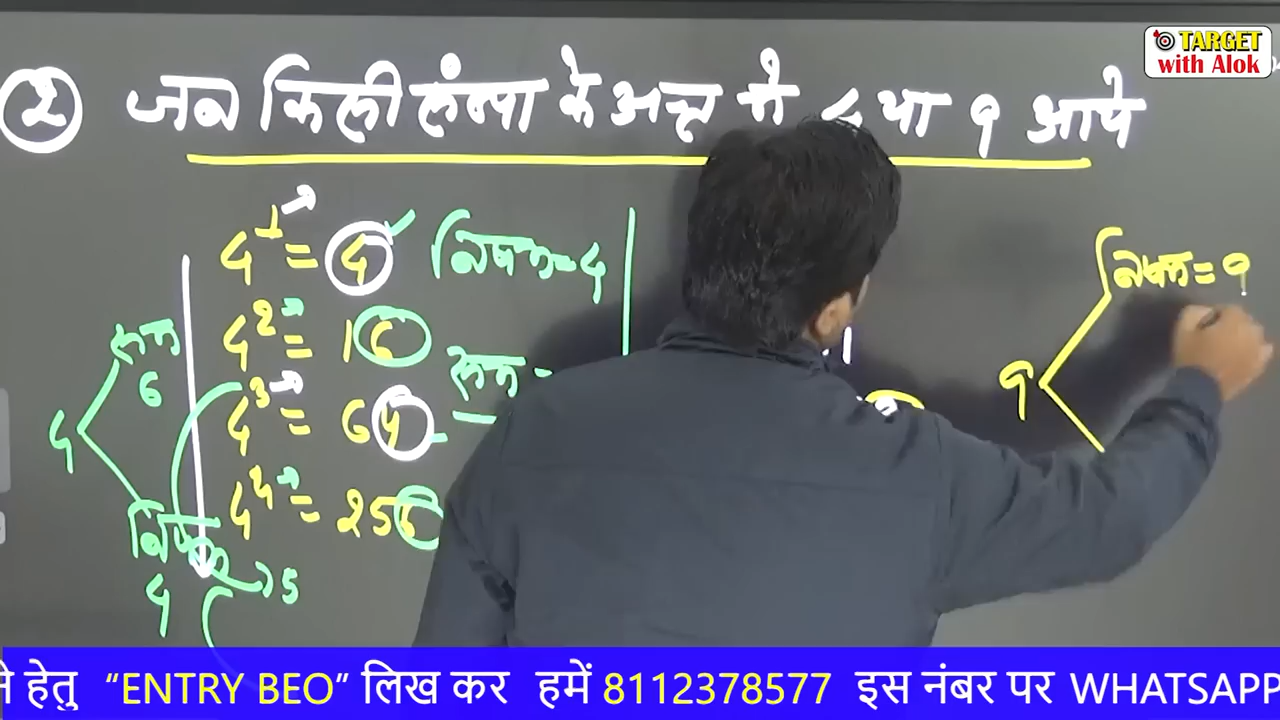 TARGET
with Alok
② जब किसी संख्या के अन्त में 4 या 9 आये
4¹ = 4 विषम = 4
4² = 16
सम
4³ = 64
4⁴ = 256
4
सम
6
विषम
4
5
1
9
विषम = 9
हेतु “ENTRY BEO” लिख कर हमें 8112378577 इस नंबर पर WHATSAPP